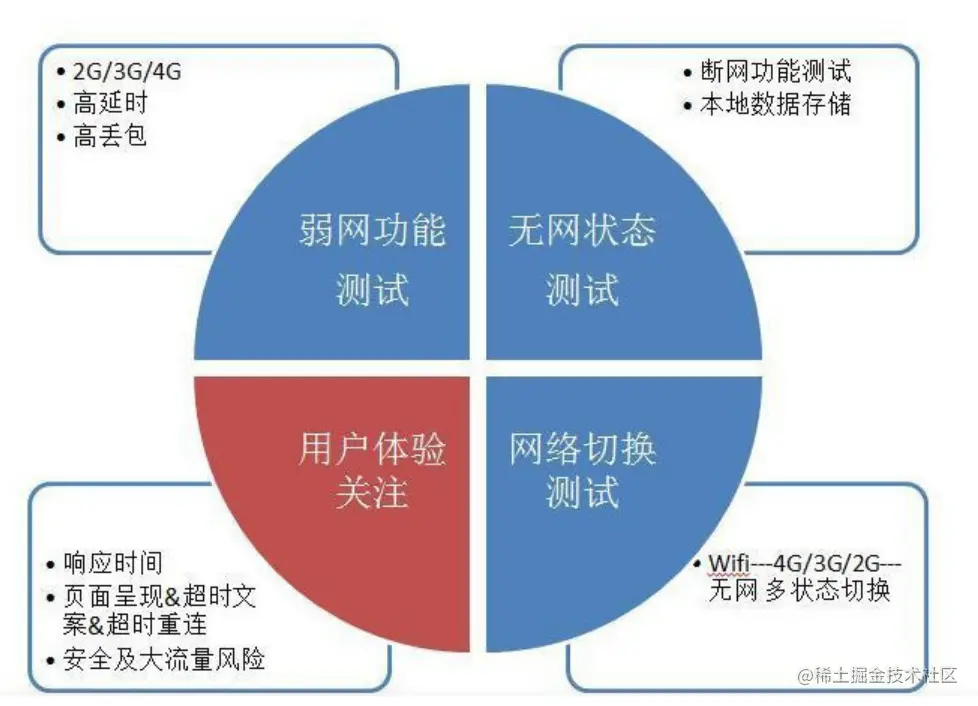 • 2G/3G/4G
• 高延时
• 高丢包
• 断网功能测试
• 本地数据存储
弱网功能
测试
无网状态
测试
用户体验
关注
网络切换
测试
• 响应时间
• 页面呈现&超时文
案&超时重连
• 安全及大流量风险
• Wifi---4G/3G/2G---
无网 多状态切换
@稀土掘金技术社区